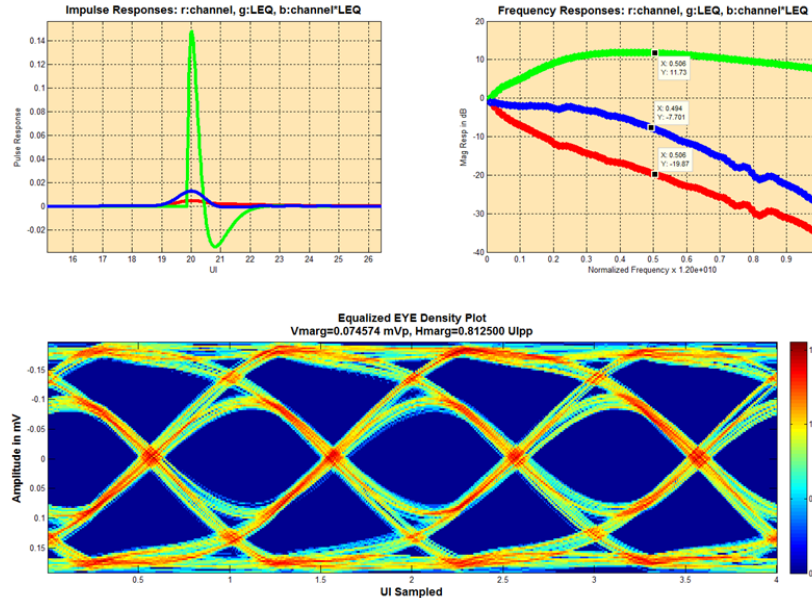 Impulse Responses: r:channel, g:LEQ, b:channel*LEQ
0.14
0.12
0.1
0.08
0.06
0.04
0.02
0
-0.02
Pulse Response
16 17 18 19 20 21 22 23 24 25 26
UI
Frequency Responses: r:channel, g:LEQ, b:channel*LEQ
20
10
0
-10
-20
-30
-40
Mag Resp in dB
X: 0.506
Y: 11.73
X: 0.494
Y: -7.701
X: 0.506
Y: -19.87
0 0.1 0.2 0.3 0.4 0.5 0.6 0.7 0.8 0.9
Normalized Frequency x 1.20e+010
Equalized EYE Density Plot
Vmarg=0.074574 mVp, Hmarg=0.812500 UIpp
-0.15
-0.1
-0.05
0
0.05
0.1
0.15
Amplitude in mV
0.5 1 1.5 2 2.5 3 3.5 4
UI Sampled